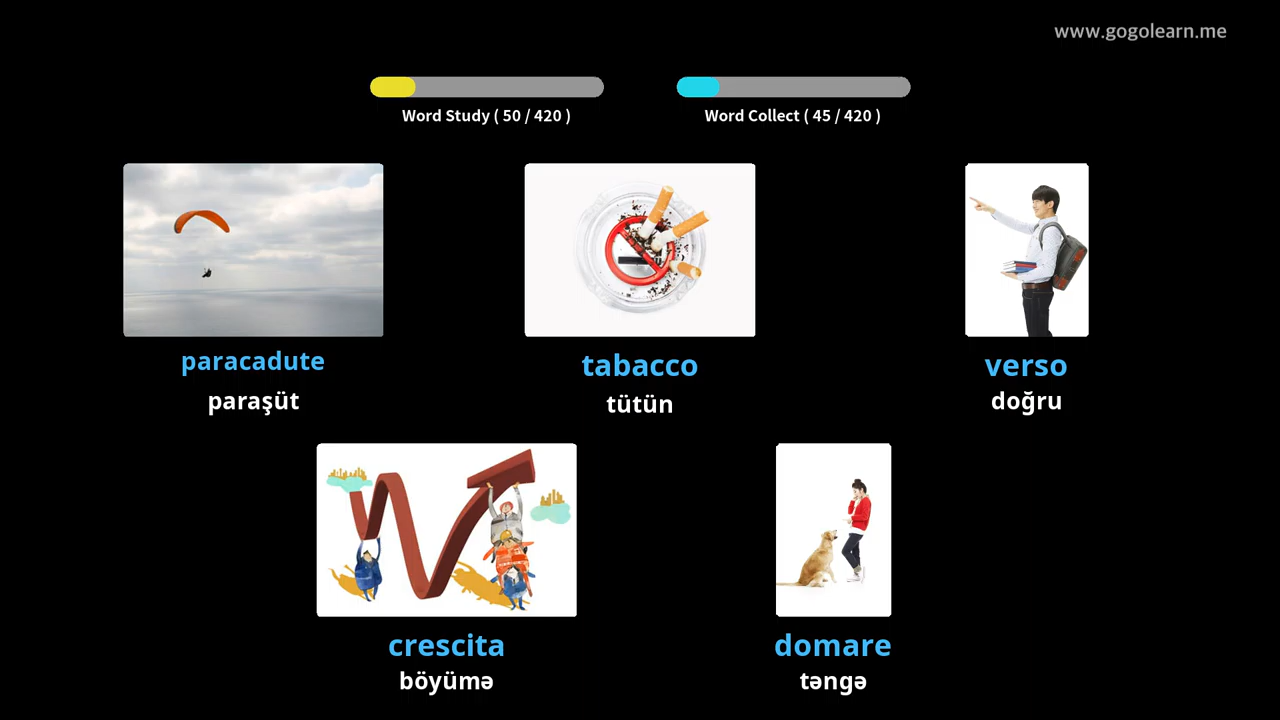 www.gogolearn.me
Word Study ( 50 / 420 )
Word Collect ( 45 / 420 )
paracadute
paraşüt
tabacco
tütün
verso
doğru
crescita
böyümə
domare
təngə